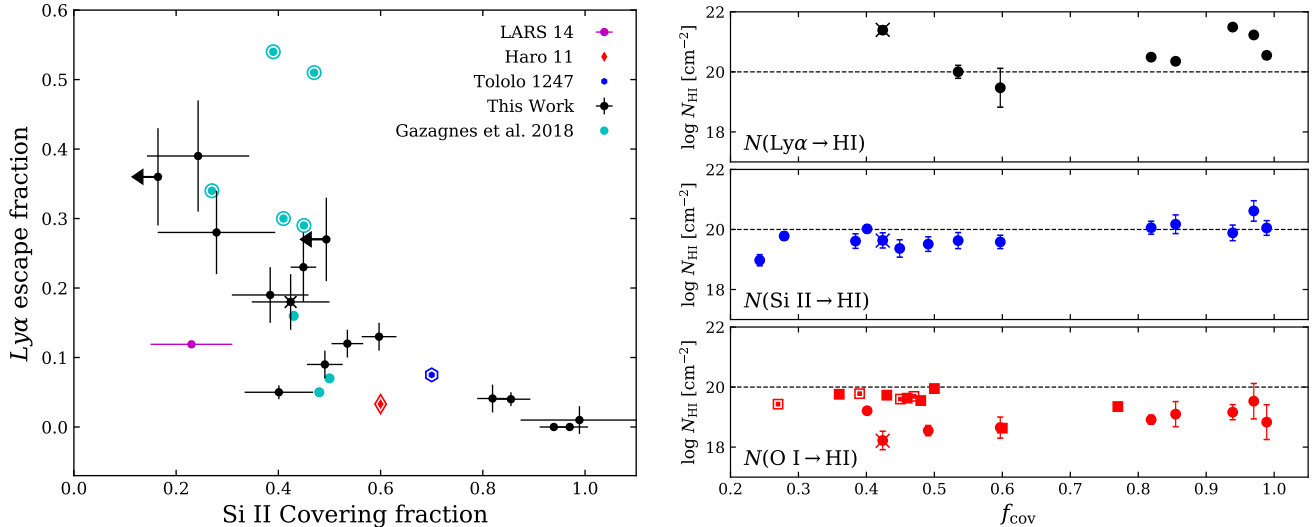 0.6
0.5
0.4
0.3
0.2
0.1
0.0
Lyα escape fraction
LARS 14
Haro 11
Tololo 1247
This Work
Gazagnes et al. 2018
0.0 0.2 0.4 0.6 0.8 1.0
Si II Covering fraction
22
20
18
log N_HI [cm⁻²]
N(Lyα→HI)
22
20
18
log N_HI [cm⁻²]
N(Si II→HI)
22
20
18
log N_HI [cm⁻²]
N(O I→HI)
0.2 0.3 0.4 0.5 0.6 0.7 0.8 0.9 1.0
f_cov